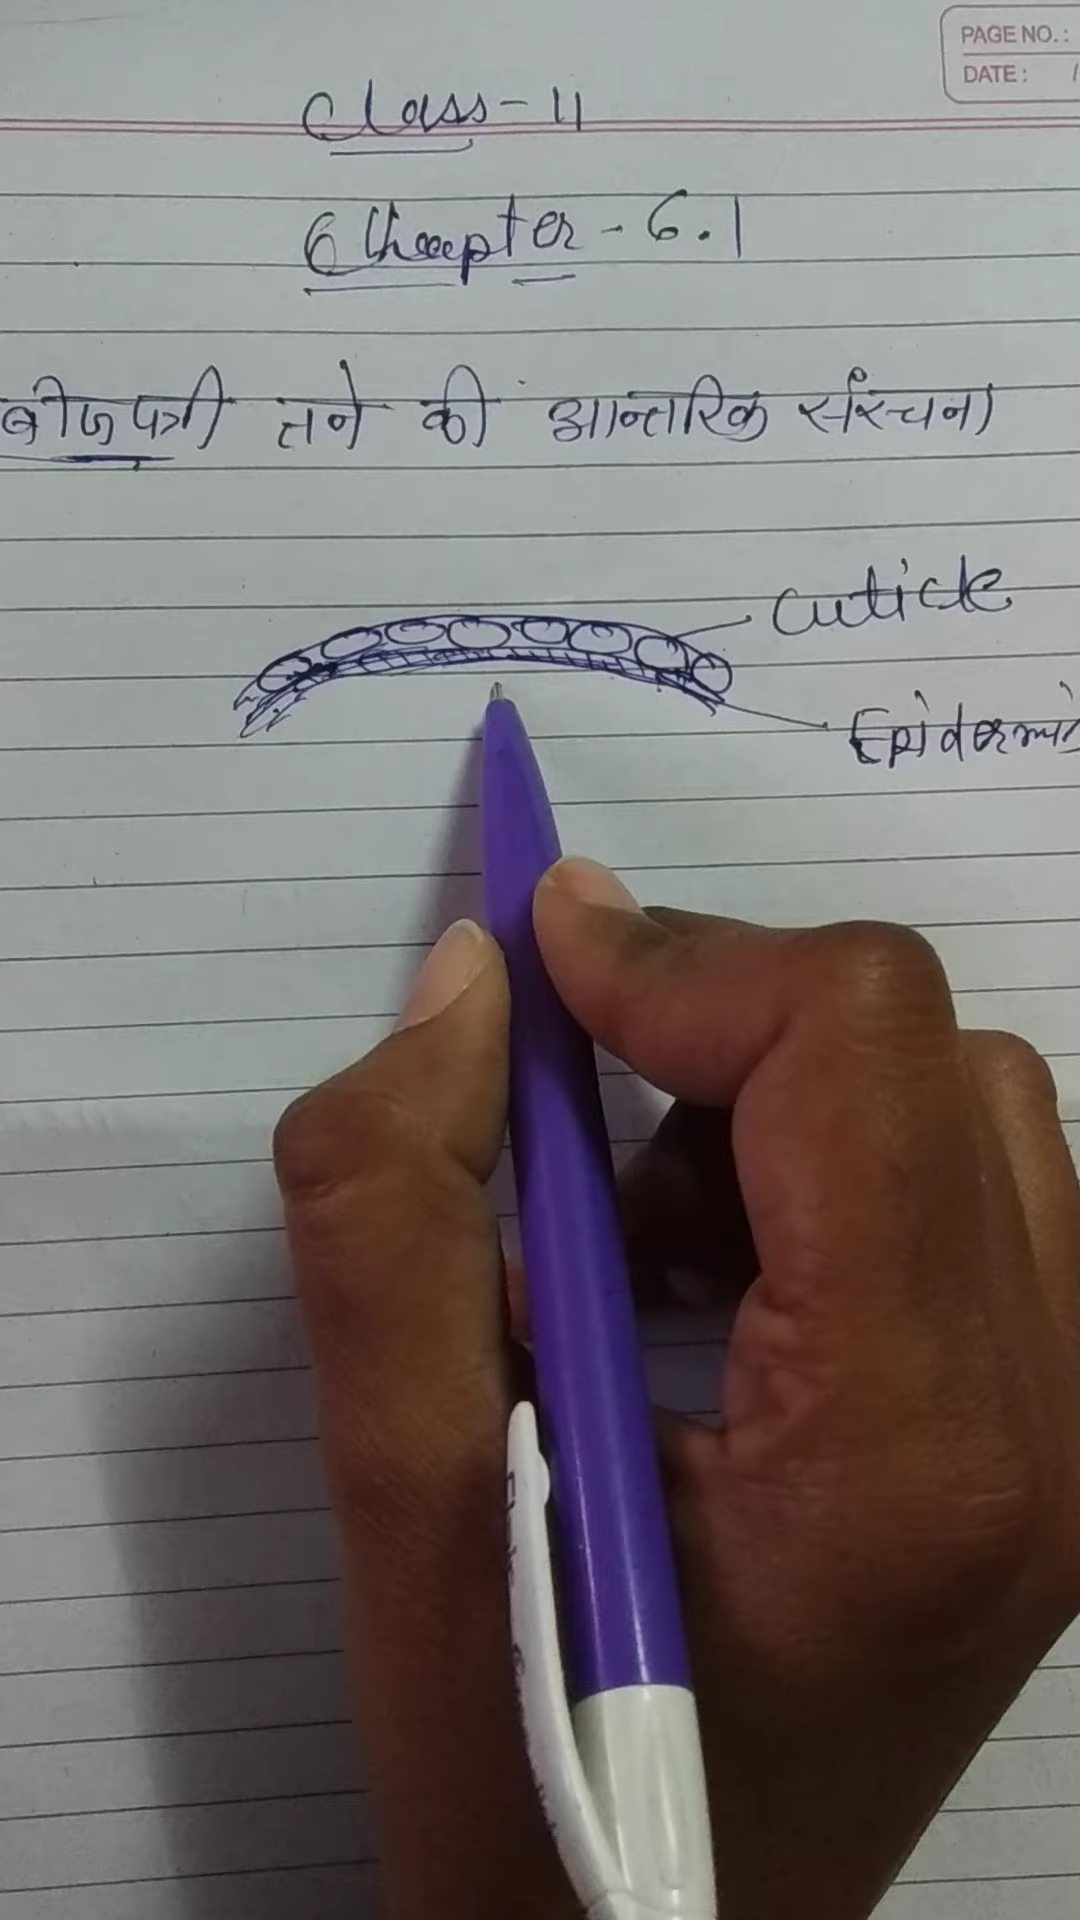 PAGE NO.:
DATE: /
Class - 11
Chapter - 6.1
बीजपत्री तने की आन्तरिक संरचना
Cuticle
Epidermis